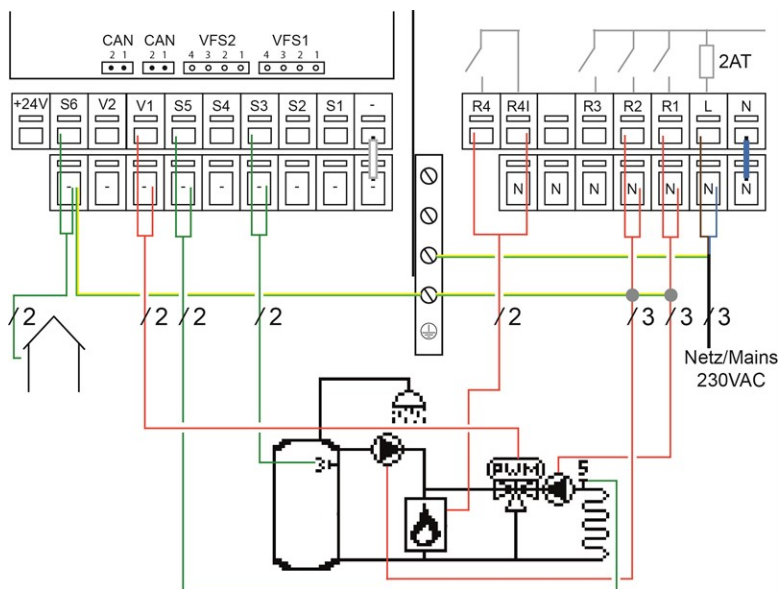 CAN CAN VFS2 VFS1
2 1 2 1 4 3 2 1 4 3 2 1
2AT
+24V S6 V2 V1 S5 S4 S3 S2 S1 - R4 R4I R3 R2 R1 L N
- - - - - - - - - N N N N N N
/2 /2 /2 /2 /2 /3 /3 /3
Netz/Mains
230VAC
PWM 5
3